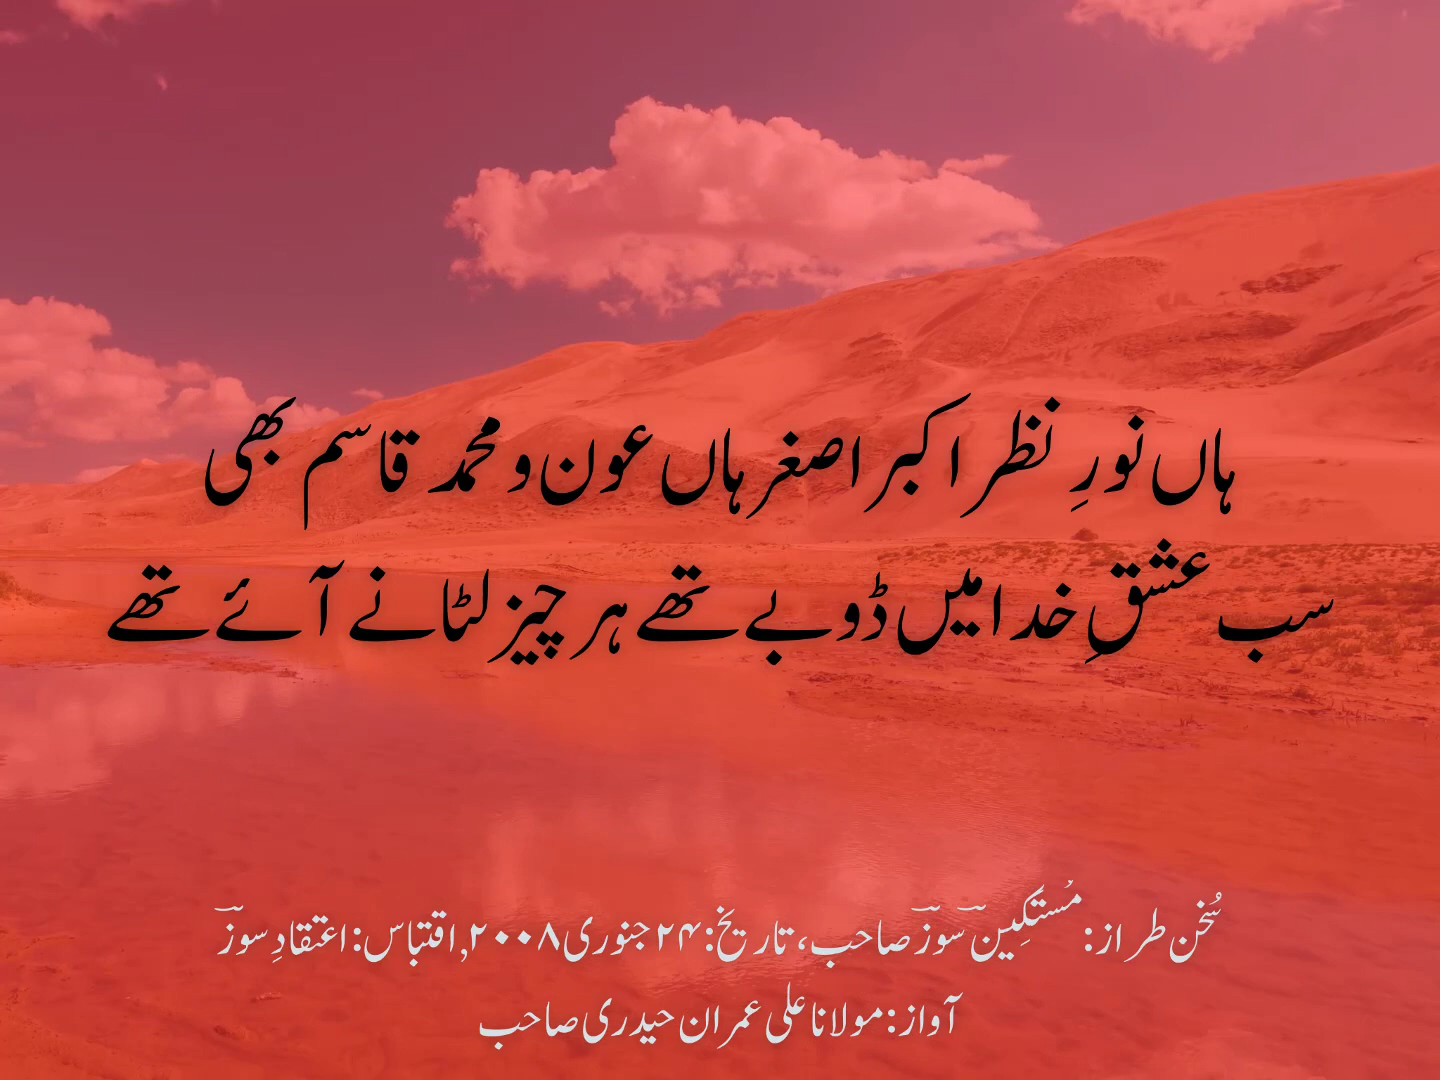 ہاں نورِ نظر اکبر اصغر ہاں عون و محمد قاسم بھی
سب عشقِ خدا میں ڈوبے تھے ہر چیز لٹانے آئے تھے
سُخن طراز: مُستکِین سوزؔ صاحب، تاریخ: ۲۴ جنوری ۲۰۰۸, اقتباس: اعتقادِ سوزؔ
آواز: مولانا علی عمران حیدری صاحب